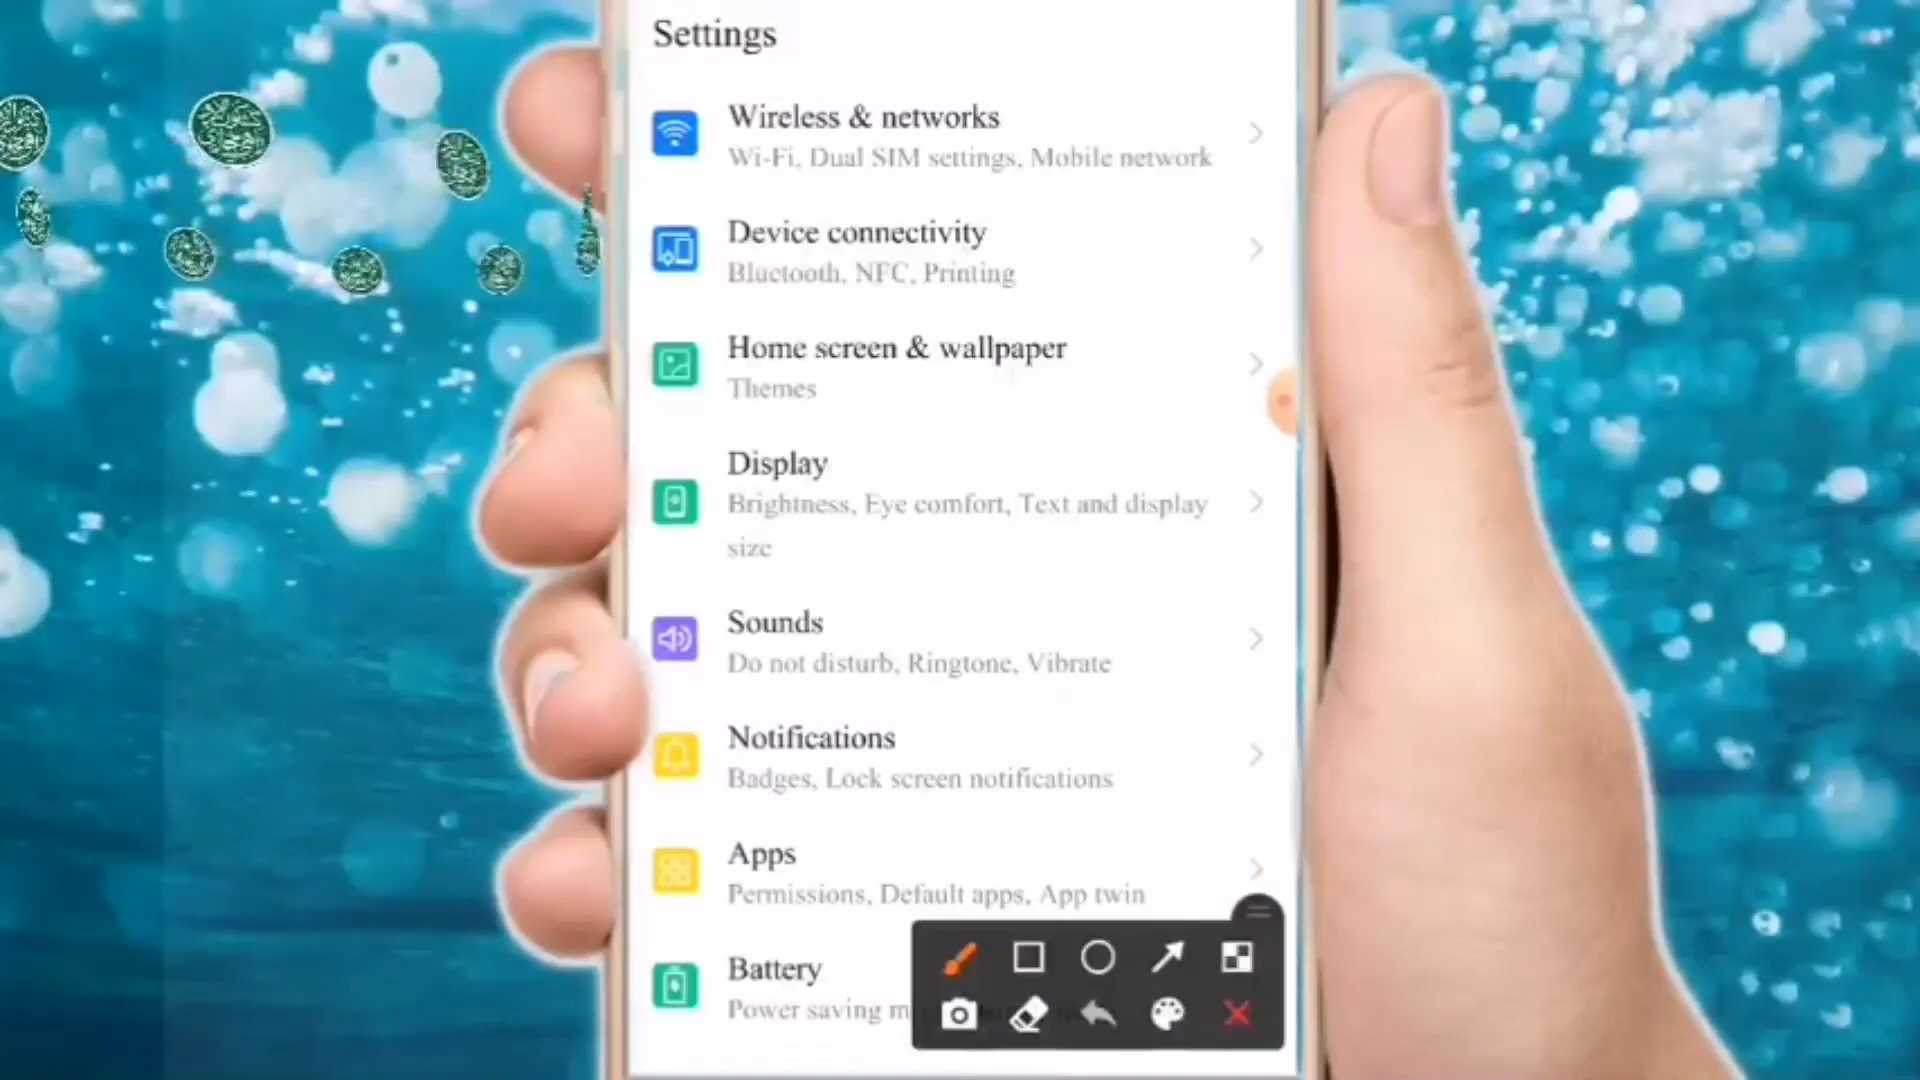 Settings
Wireless & networks
Wi-Fi, Dual SIM settings, Mobile network
Device connectivity
Bluetooth, NFC, Printing
Home screen & wallpaper
Themes
Display
Brightness, Eye comfort, Text and display
size
Sounds
Do not disturb, Ringtone, Vibrate
Notifications
Badges, Lock screen notifications
Apps
Permissions, Default apps, App twin
Battery
Power saving